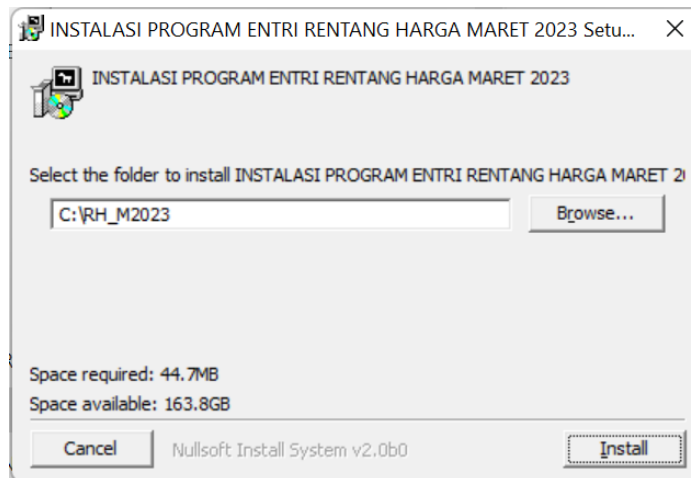 INSTALASI PROGRAM ENTRI RENTANG HARGA MARET 2023 Setu...
INSTALASI PROGRAM ENTRI RENTANG HARGA MARET 2023
Select the folder to install INSTALASI PROGRAM ENTRI RENTANG HARGA MARET 2
C:\RH_M2023
Browse...
Space required: 44.7MB
Space available: 163.8GB
Cancel
Nullsoft Install System v2.0b0
Install